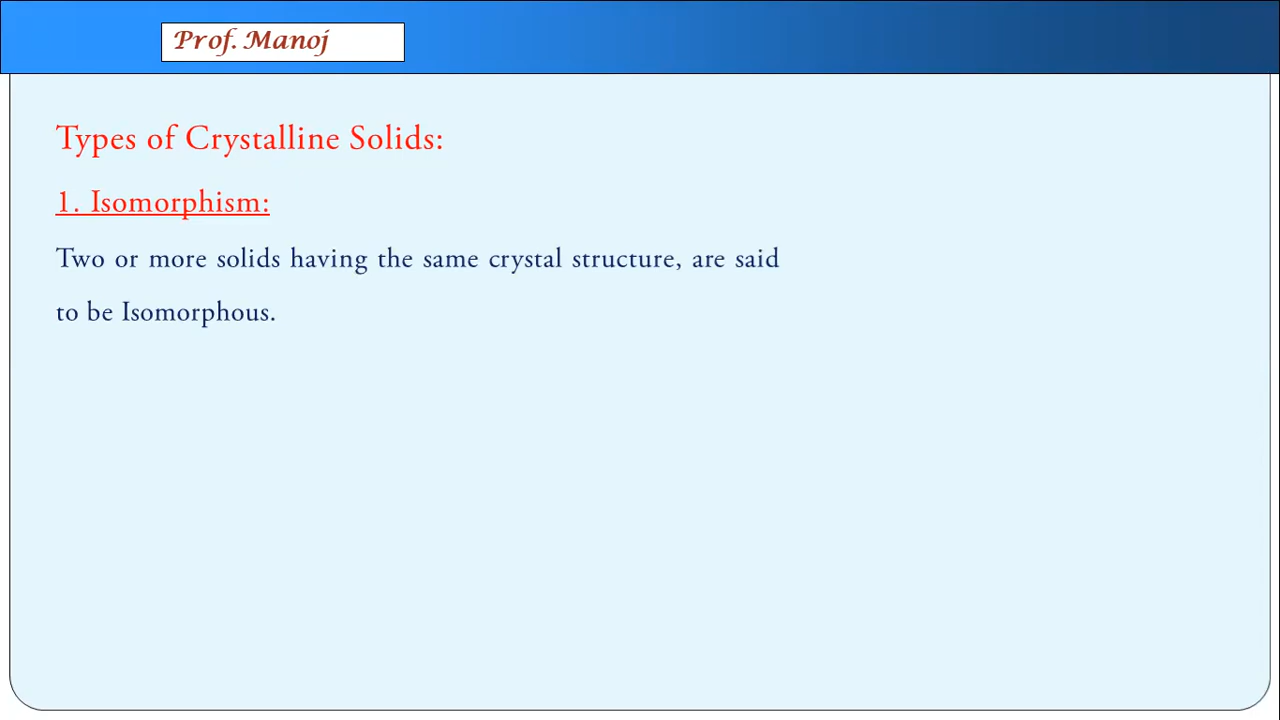 Prof. Manoj
Types of Crystalline Solids:
1. Isomorphism:
Two or more solids having the same crystal structure, are said
to be Isomorphous.